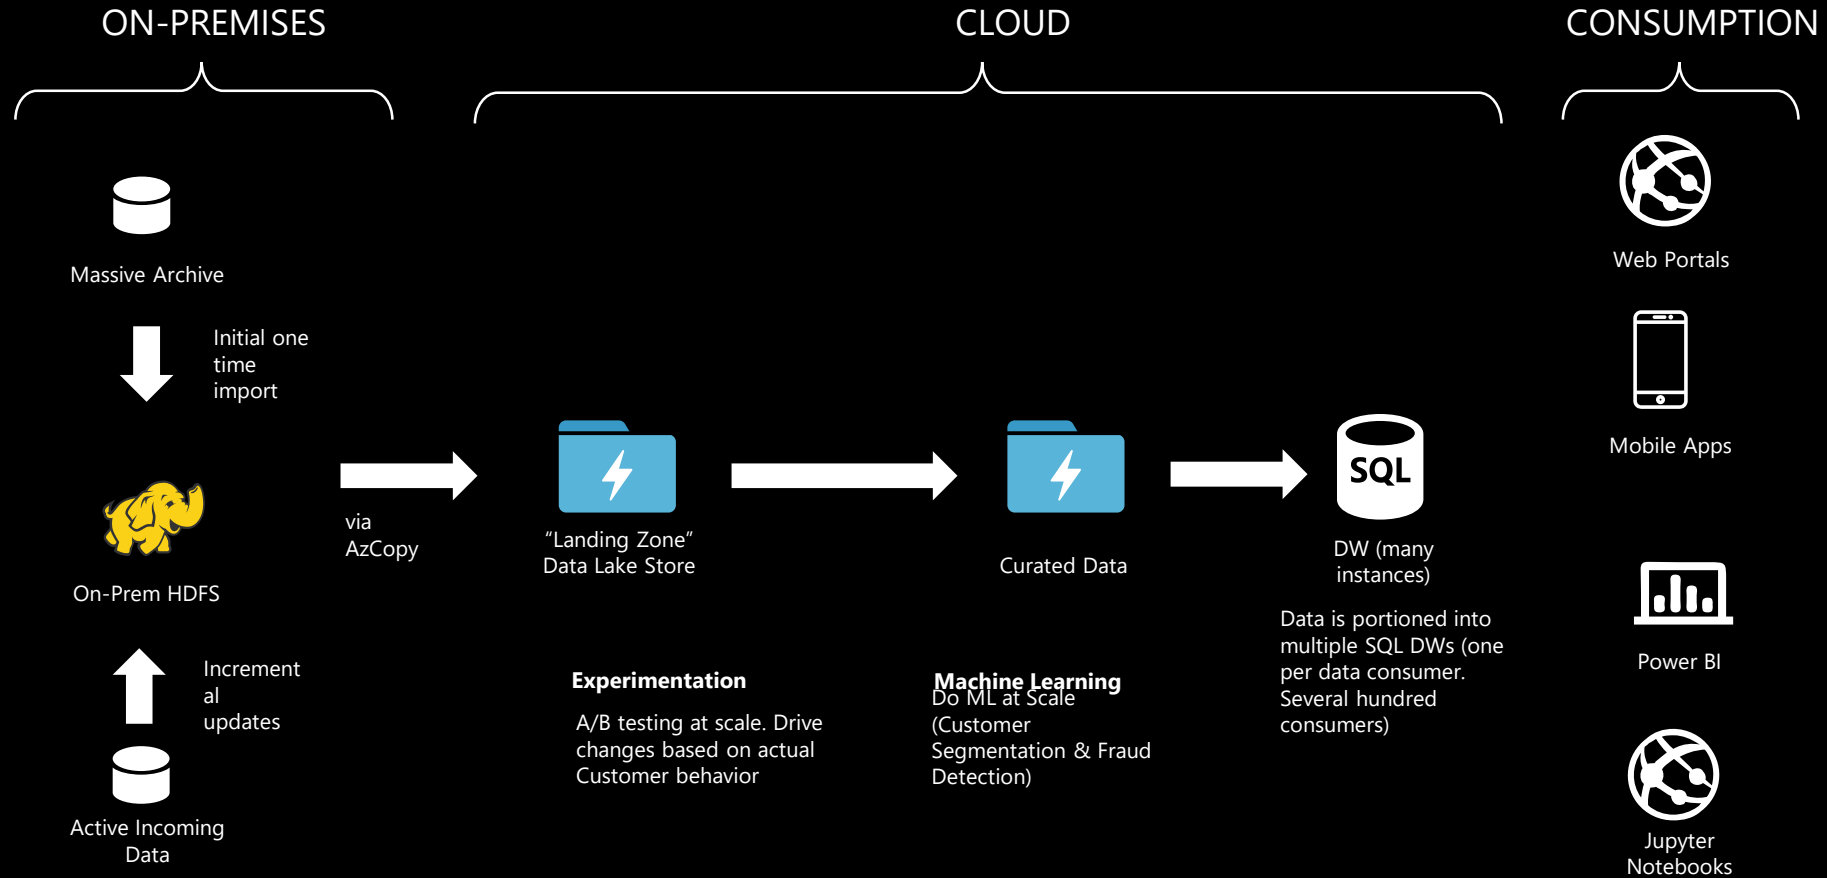 ON-PREMISES
CLOUD
CONSUMPTION
Massive Archive
Initial one
time
import
On-Prem HDFS
Increment
al
updates
Active Incoming
Data
via
AzCopy
“Landing Zone”
Data Lake Store
Experimentation
A/B testing at scale. Drive
changes based on actual
Customer behavior
Curated Data
Machine Learning
Do ML at Scale
(Customer
Segmentation & Fraud
Detection)
SQL
DW (many
instances)
Data is portioned into
multiple SQL DWs (one
per data consumer.
Several hundred
consumers)
Web Portals
Mobile Apps
Power BI
Jupyter
Notebooks